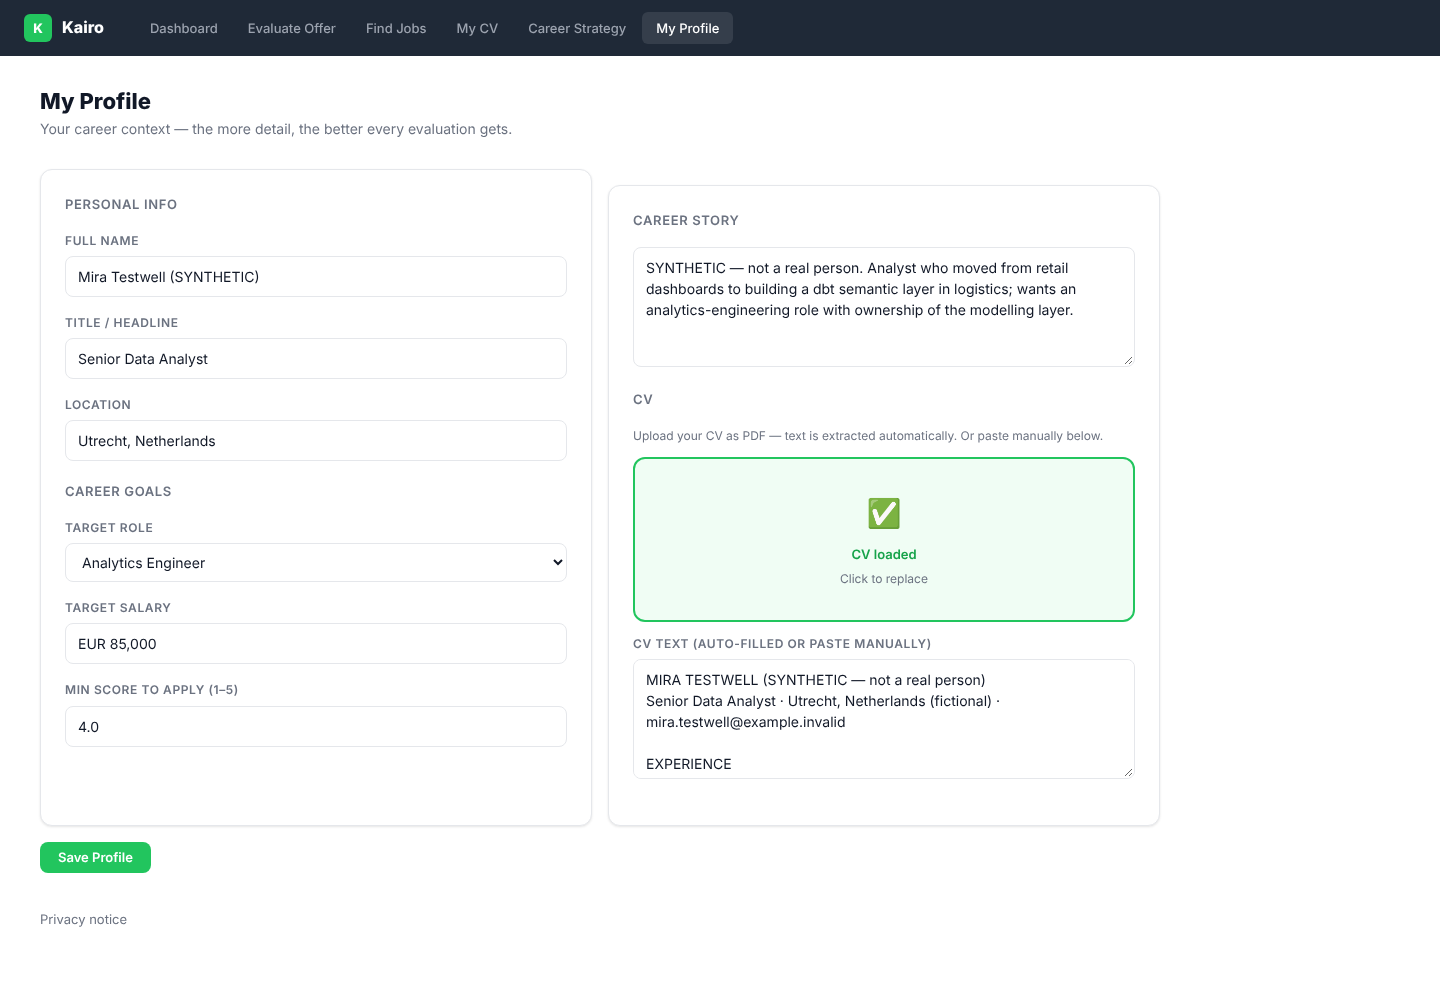 K Kairo
Dashboard
Evaluate Offer
Find Jobs
My CV
Career Strategy
My Profile
My Profile
Your career context — the more detail, the better every evaluation gets.
PERSONAL INFO
FULL NAME
Mira Testwell (SYNTHETIC)
TITLE / HEADLINE
Senior Data Analyst
LOCATION
Utrecht, Netherlands
CAREER GOALS
TARGET ROLE
Analytics Engineer
TARGET SALARY
EUR 85,000
MIN SCORE TO APPLY (1–5)
4.0
CAREER STORY
SYNTHETIC — not a real person. Analyst who moved from retail
dashboards to building a dbt semantic layer in logistics; wants an
analytics-engineering role with ownership of the modelling layer.
CV
Upload your CV as PDF — text is extracted automatically. Or paste manually below.
CV loaded
Click to replace
CV TEXT (AUTO-FILLED OR PASTE MANUALLY)
MIRA TESTWELL (SYNTHETIC — not a real person)
Senior Data Analyst · Utrecht, Netherlands (fictional) ·
mira.testwell@example.invalid
EXPERIENCE
Save Profile
Privacy notice